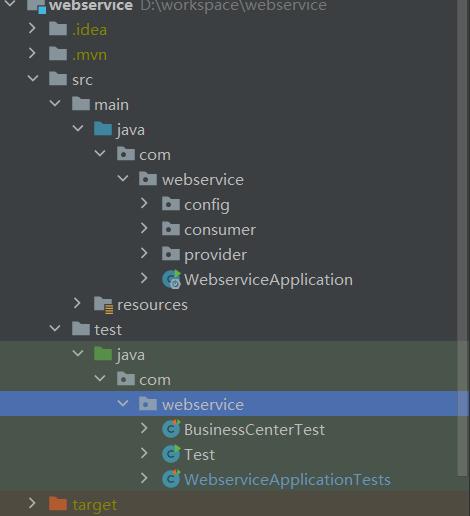 webservice D:\workspace\webservice
.idea
.mvn
src
main
java
com
webservice
config
consumer
provider
WebserviceApplication
resources
test
java
com
webservice
BusinessCenterTest
Test
WebserviceApplicationTests
target